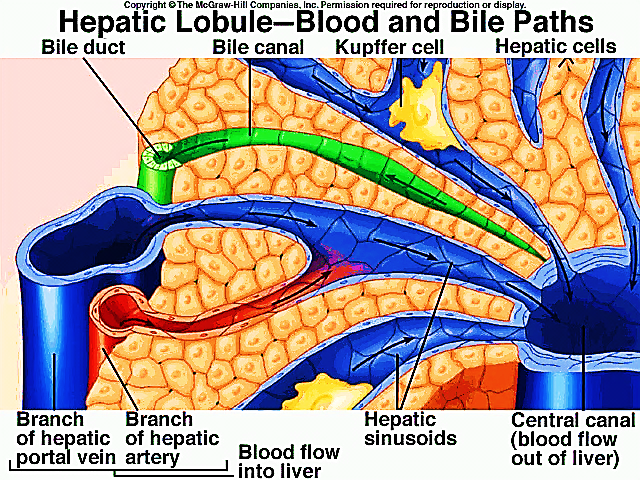 Copyright © The McGraw-Hill Companies, Inc. Permission required for reproduction or display.
Hepatic Lobule—Blood and Bile Paths
Bile duct
Bile canal
Kupffer cell
Hepatic cells
Branch
of hepatic
portal vein
Branch
of hepatic
artery
Blood flow
into liver
Hepatic
sinusoids
Central canal
(blood flow
out of liver)